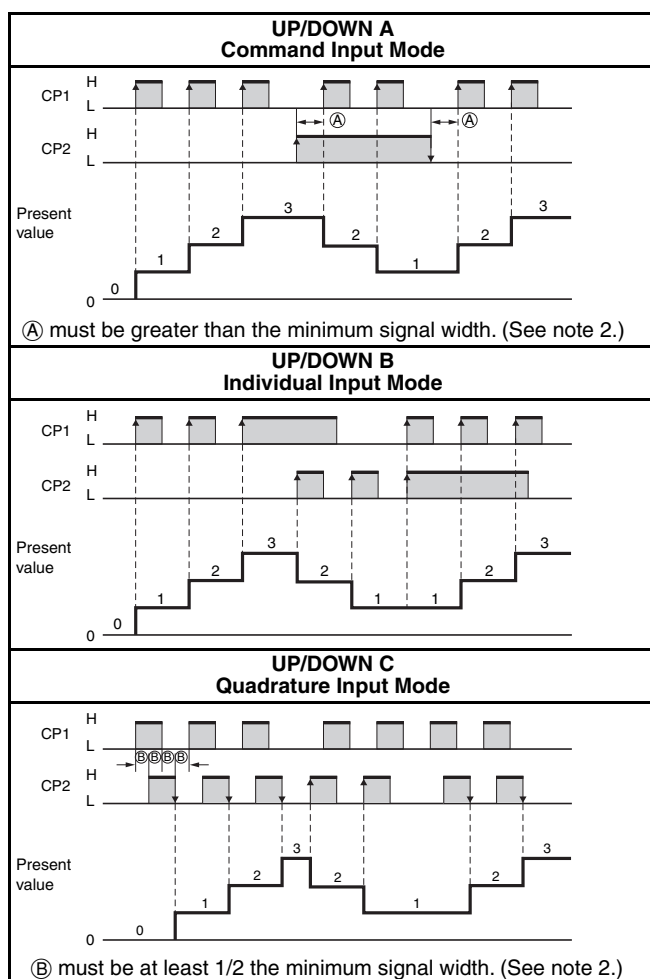 UP/DOWN A
Command Input Mode
CP1 H
L
Ⓐ Ⓐ
CP2 H
L
Present
value
0 1 2 3 2 1 2 3
0
Ⓐ must be greater than the minimum signal width. (See note 2.)
UP/DOWN B
Individual Input Mode
CP1 H
L
CP2 H
L
Present
value
0 1 2 3 2 1 1 2 3
0
UP/DOWN C
Quadrature Input Mode
CP1 H
L
Ⓑ Ⓑ Ⓑ Ⓑ
CP2 H
L
Present
value
0 1 2 3 2 1 2 3
0
Ⓑ must be at least 1/2 the minimum signal width. (See note 2.)